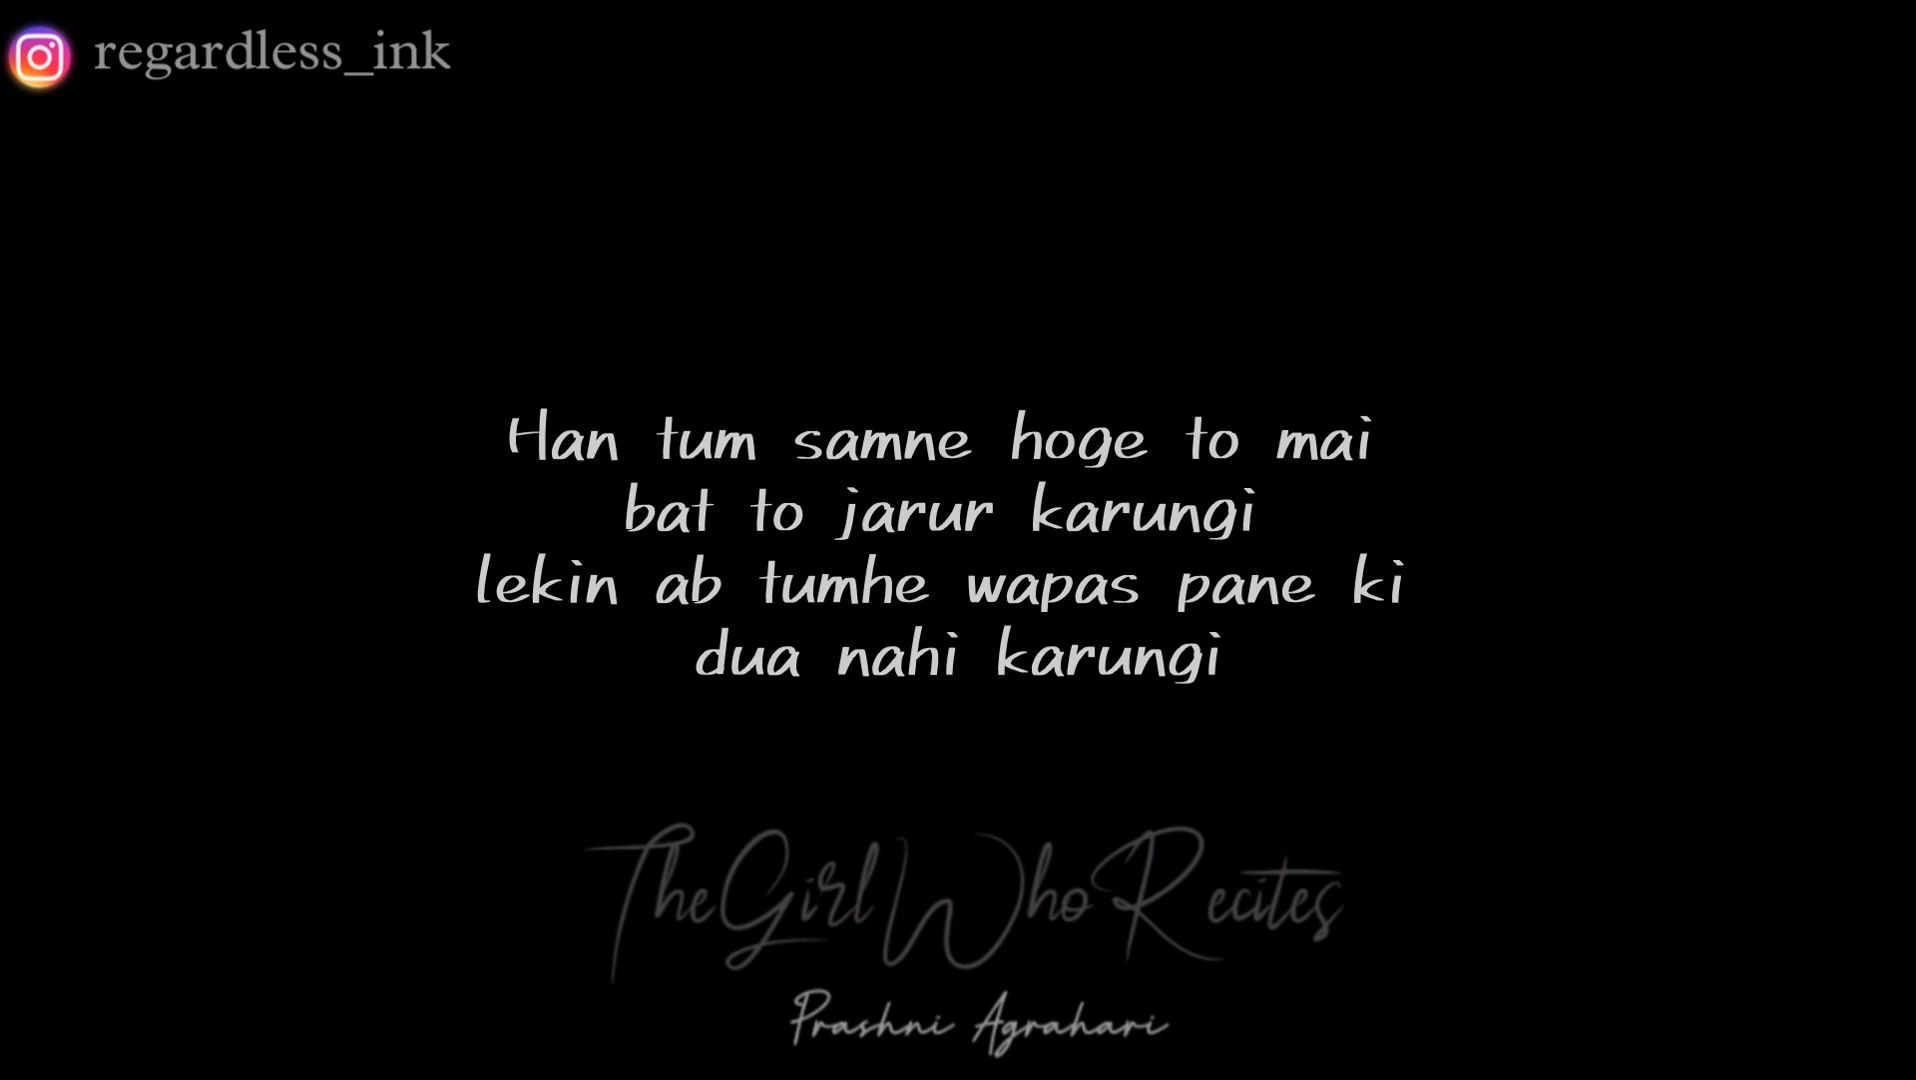 regardless_ink
Han tum samne hoge to mai
bat to jarur karungi
lekin ab tumhe wapas pane ki
dua nahi karungi
TheGirlWhoRecites
Prashni Agrahari